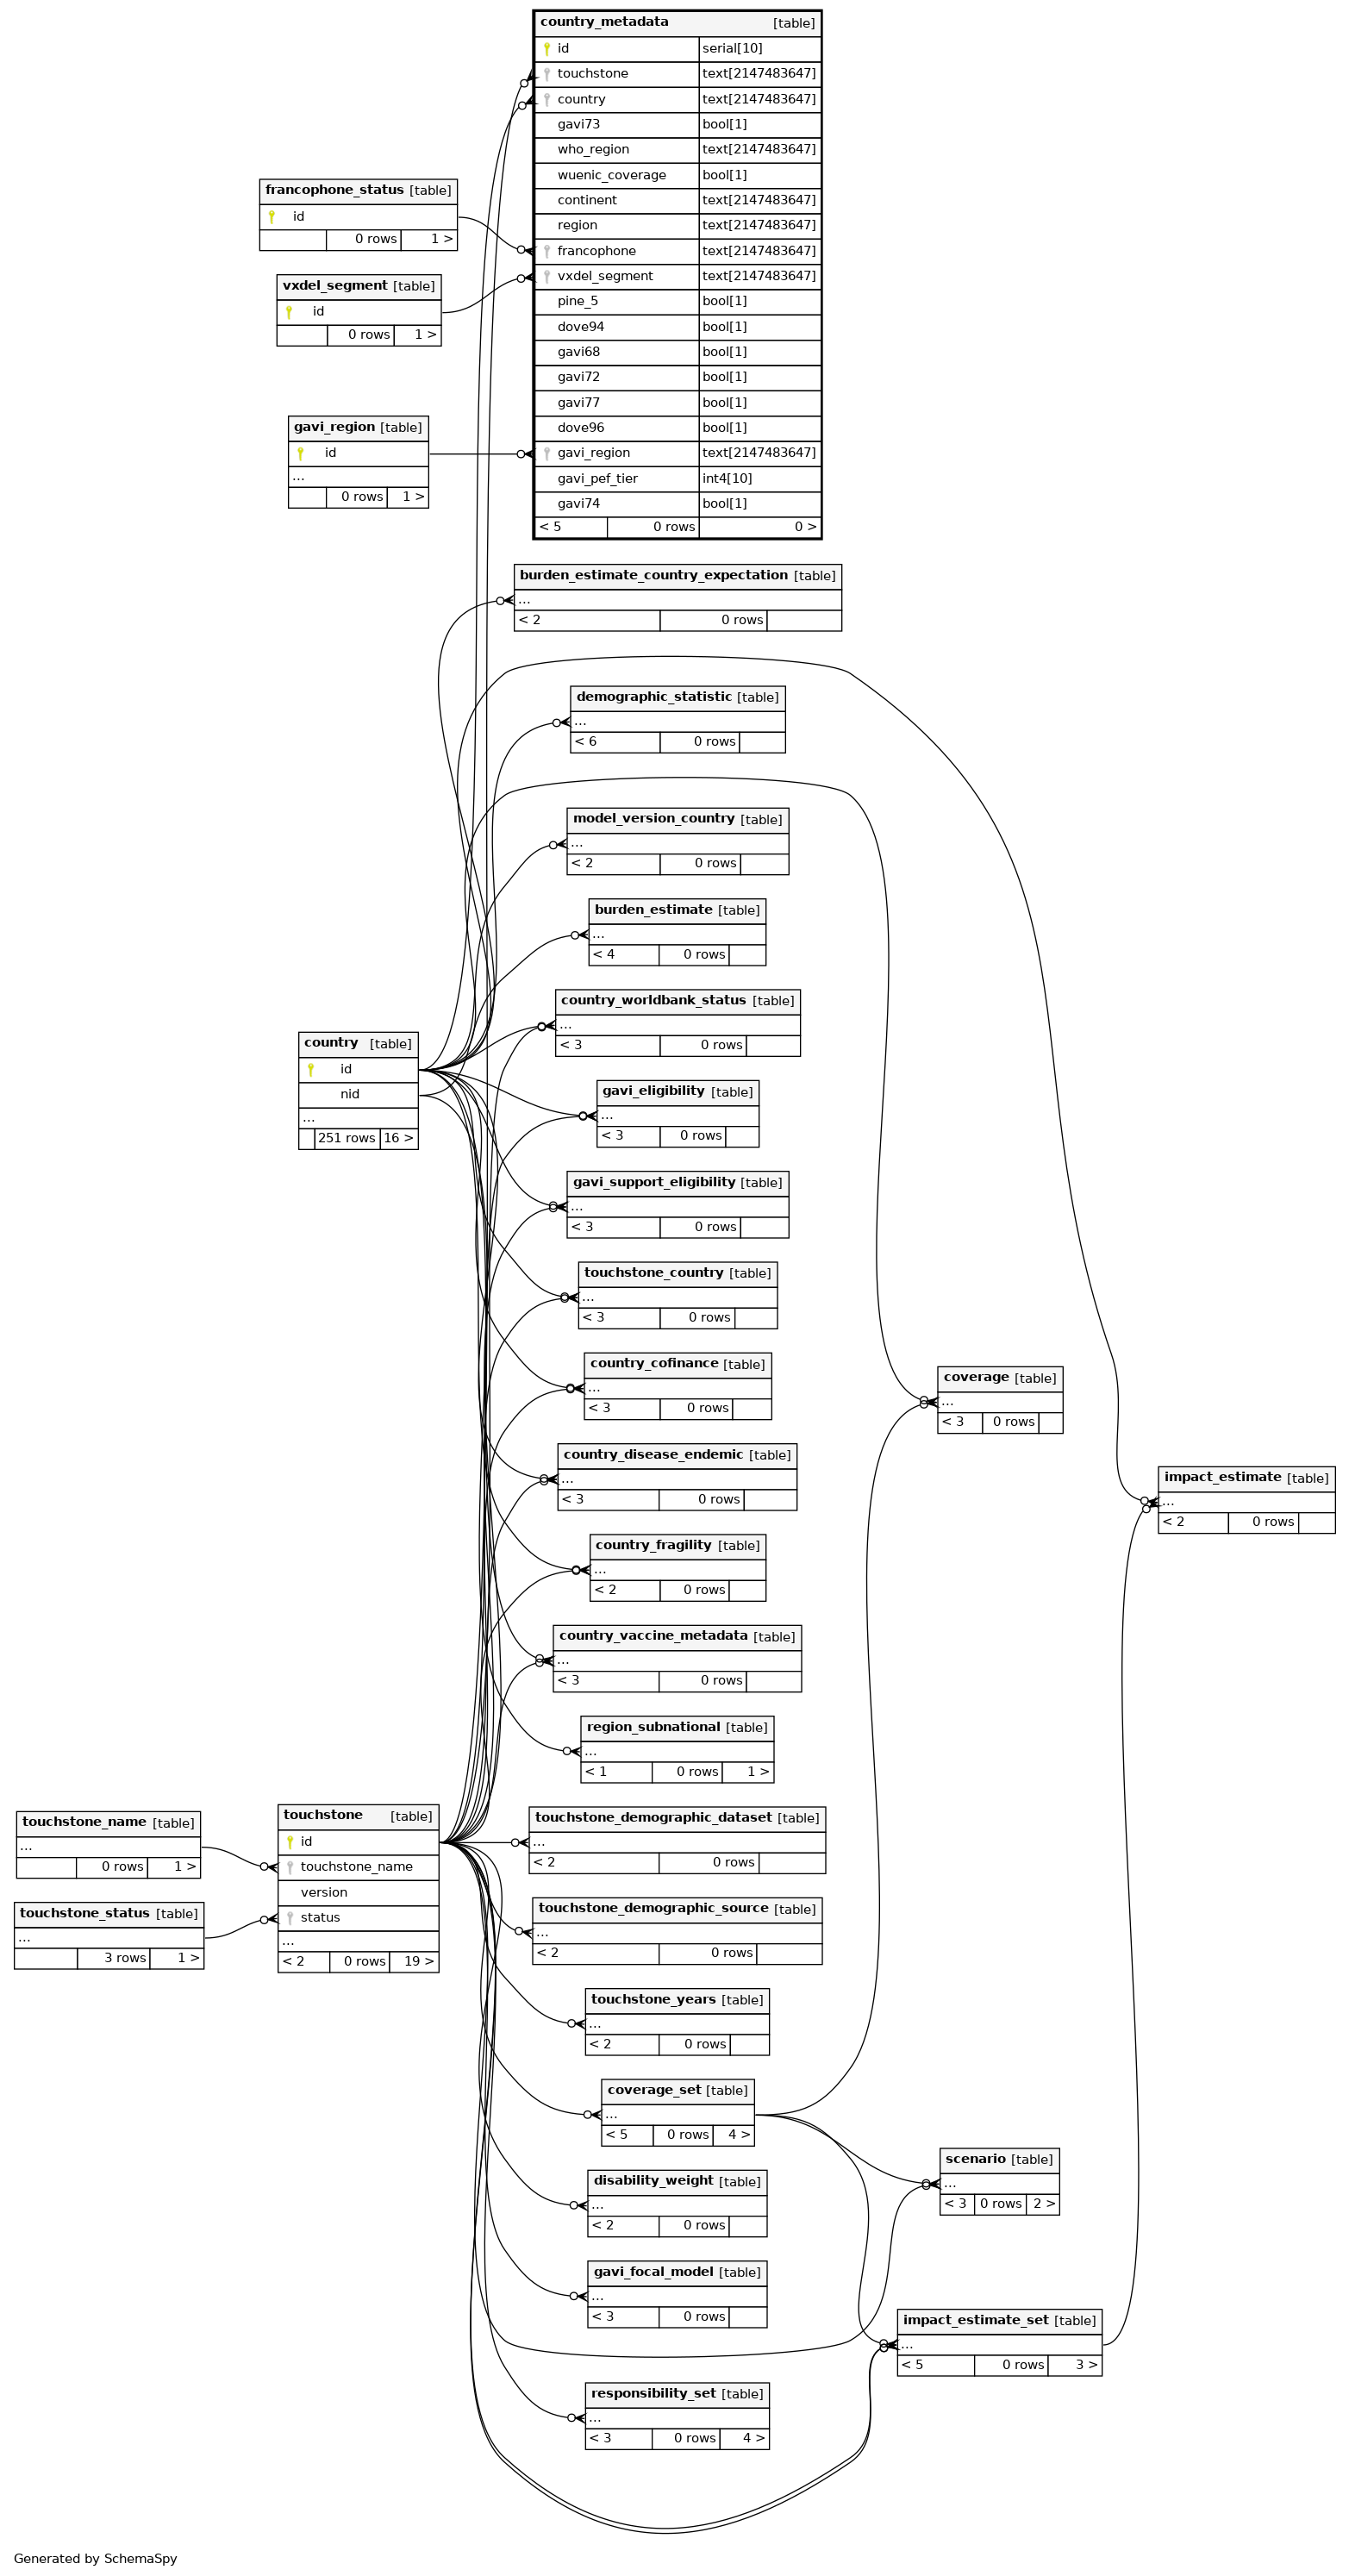 country_metadata [table]
id serial[10]
touchstone text[2147483647]
country text[2147483647]
gavi73 bool[1]
who_region text[2147483647]
wuenic_coverage bool[1]
continent text[2147483647]
region text[2147483647]
francophone text[2147483647]
vxdel_segment text[2147483647]
pine_5 bool[1]
dove94 bool[1]
gavi68 bool[1]
gavi72 bool[1]
gavi77 bool[1]
dove96 bool[1]
gavi_region text[2147483647]
gavi_pef_tier int4[10]
gavi74 bool[1]
< 5 0 rows 0 >
francophone_status [table]
id
0 rows 1 >
vxdel_segment [table]
id
0 rows 1 >
gavi_region [table]
id
...
0 rows 1 >
burden_estimate_country_expectation [table]
...
< 2 0 rows
demographic_statistic [table]
...
< 6 0 rows
model_version_country [table]
...
< 2 0 rows
burden_estimate [table]
...
< 4 0 rows
country_worldbank_status [table]
...
< 3 0 rows
country [table]
id
nid
...
251 rows 16 >
gavi_eligibility [table]
...
< 3 0 rows
gavi_support_eligibility [table]
...
< 3 0 rows
touchstone_country [table]
...
< 3 0 rows
country_cofinance [table]
...
< 3 0 rows
coverage [table]
...
< 3 0 rows
country_disease_endemic [table]
...
< 3 0 rows
impact_estimate [table]
...
< 2 0 rows
country_fragility [table]
...
< 2 0 rows
country_vaccine_metadata [table]
...
< 3 0 rows
region_subnational [table]
...
< 1 0 rows 1 >
touchstone_name [table]
...
0 rows 1 >
touchstone_status [table]
...
3 rows 1 >
touchstone [table]
id
touchstone_name
version
status
...
< 2 0 rows 19 >
touchstone_demographic_dataset [table]
...
< 2 0 rows
touchstone_demographic_source [table]
...
< 2 0 rows
touchstone_years [table]
...
< 2 0 rows
coverage_set [table]
...
< 5 0 rows 4 >
scenario [table]
...
< 3 0 rows 2 >
disability_weight [table]
...
< 2 0 rows
gavi_focal_model [table]
...
< 3 0 rows
impact_estimate_set [table]
...
< 5 0 rows 3 >
responsibility_set [table]
...
< 3 0 rows 4 >
Generated by SchemaSpy